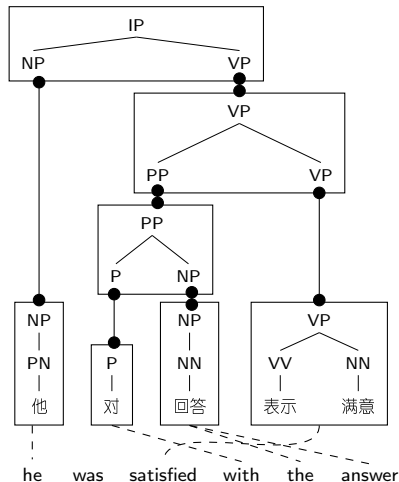 IP
NP VP
VP
PP VP
PP
P NP
NP P NP VP
PN NN VV NN
他 对 回答 表示 满意
he was satisfied with the answer